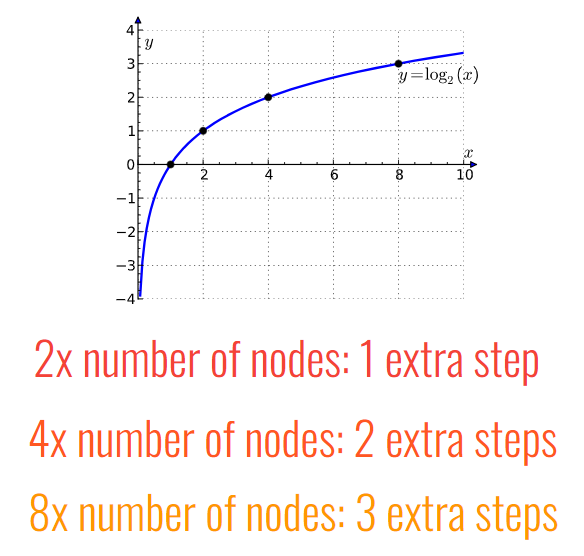 4
y
3
y=log₂(x)
2
1
x
0
2
4
6
8
10
−1
−2
−3
−4
2x number of nodes: 1 extra step
4x number of nodes: 2 extra steps
8x number of nodes: 3 extra steps